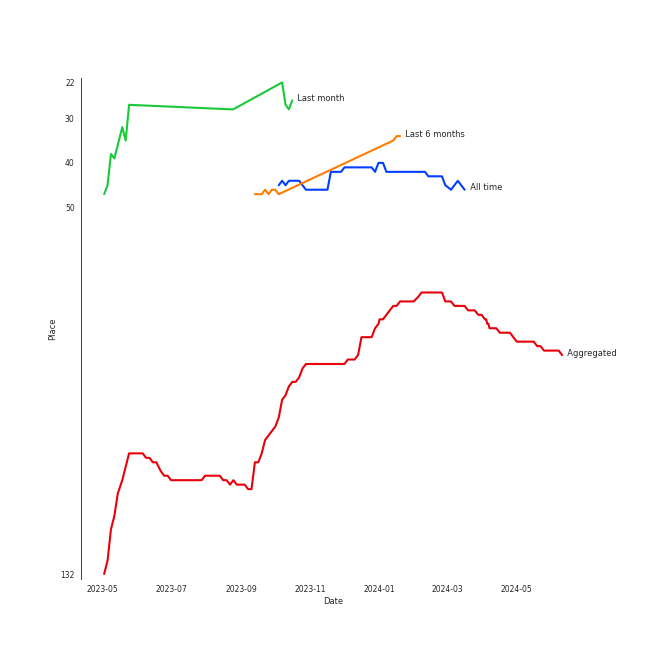 22
Last month
30
Last 6 months
40
All time
50
Place
Aggregated
132
2023-05 2023-07 2023-09 2023-11 2024-01 2024-03 2024-05
Date